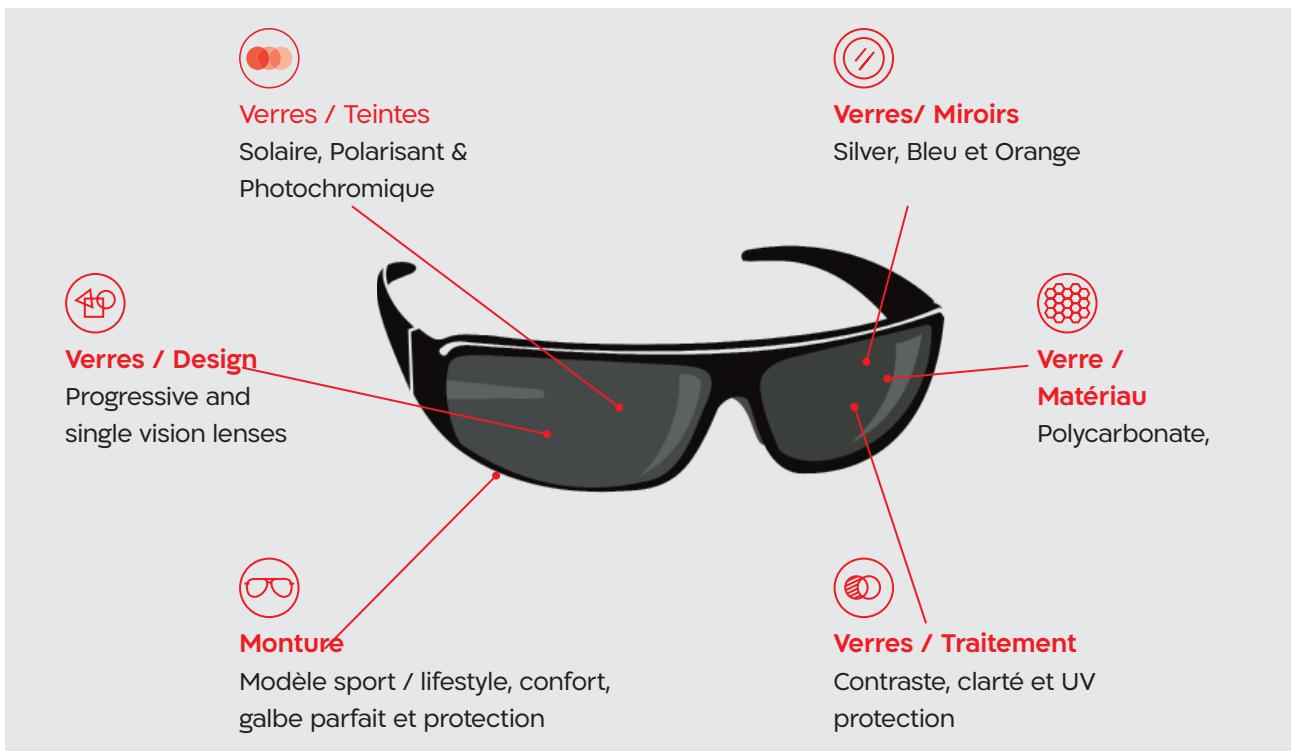 Verres / Teintes
Solaire, Polarisant &
Photochromique
Verres/ Miroirs
Silver, Bleu et Orange
Verres / Design
Progressive and
single vision lenses
Verre /
Matériau
Polycarbonate,
Monture
Modèle sport / lifestyle, confort,
galbe parfait et protection
Verres / Traitement
Contraste, clarté et UV
protection